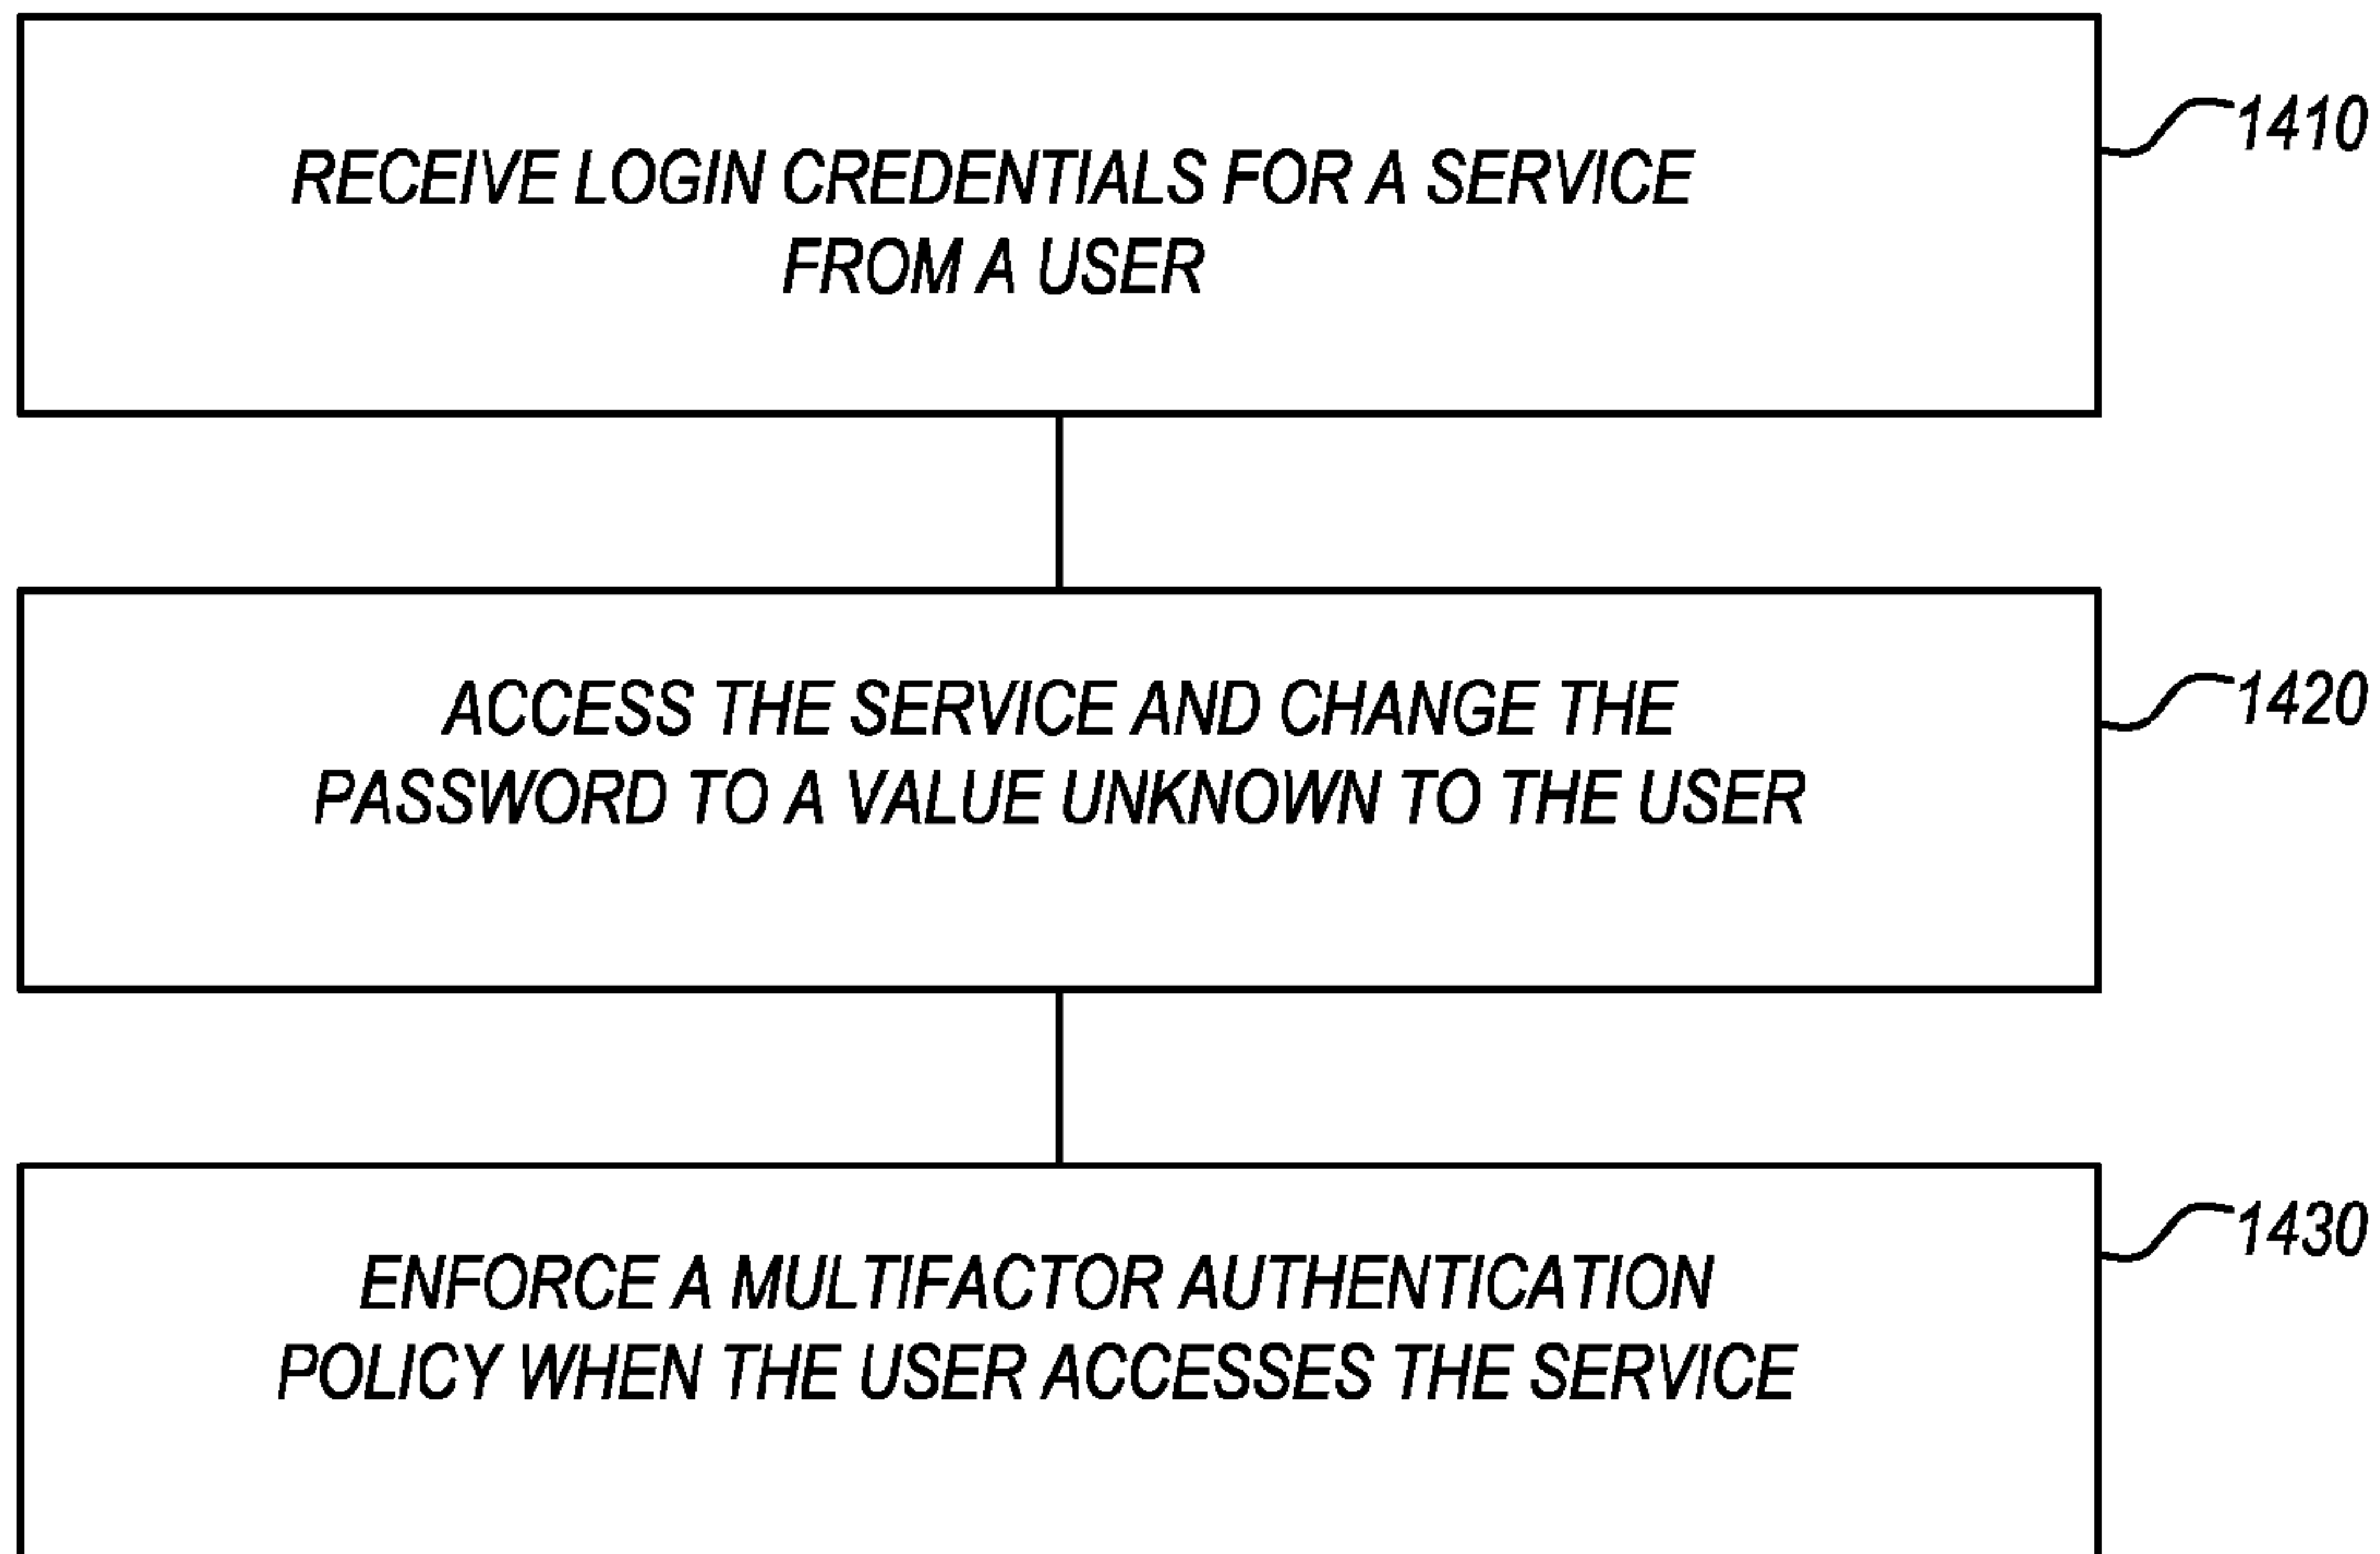 RECEIVE LOGIN CREDENTIALS FOR A SERVICE
FROM A USER
1410
ACCESS THE SERVICE AND CHANGE THE
PASSWORD TO A VALUE UNKNOWN TO THE USER
1420
ENFORCE A MULTIFACTOR AUTHENTICATION
POLICY WHEN THE USER ACCESSES THE SERVICE
1430